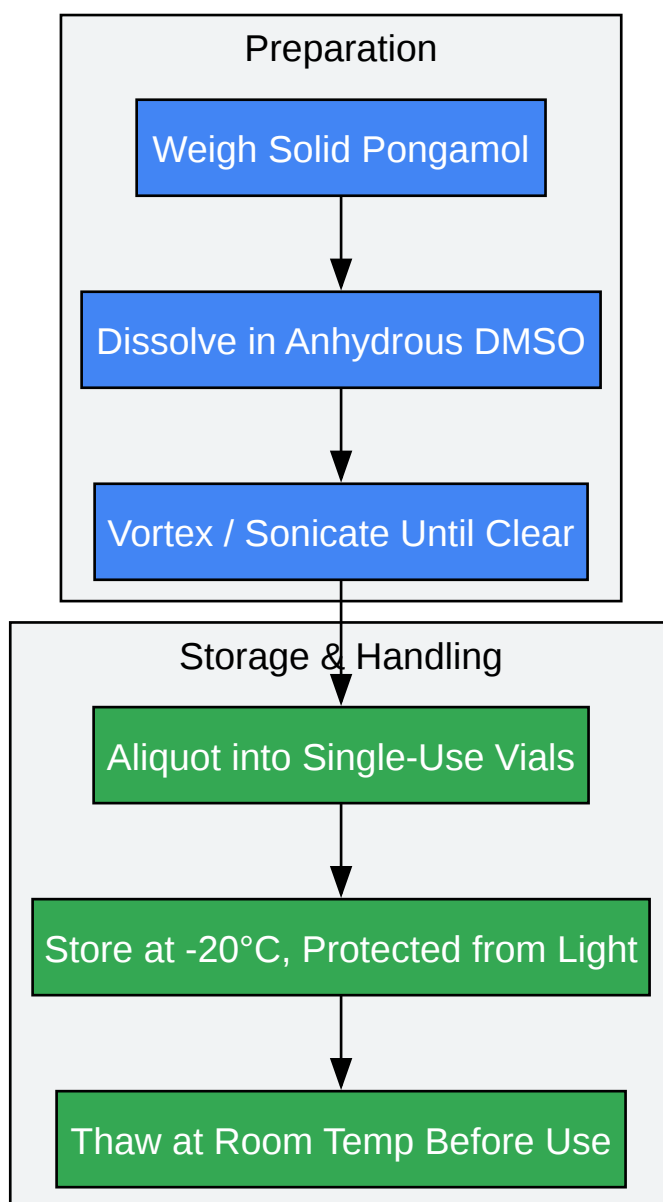 Preparation
Weigh Solid Pongamol
Dissolve in Anhydrous DMSO
Vortex / Sonicate Until Clear
Storage & Handling
Aliquot into Single-Use Vials
Store at -20°C, Protected from Light
Thaw at Room Temp Before Use